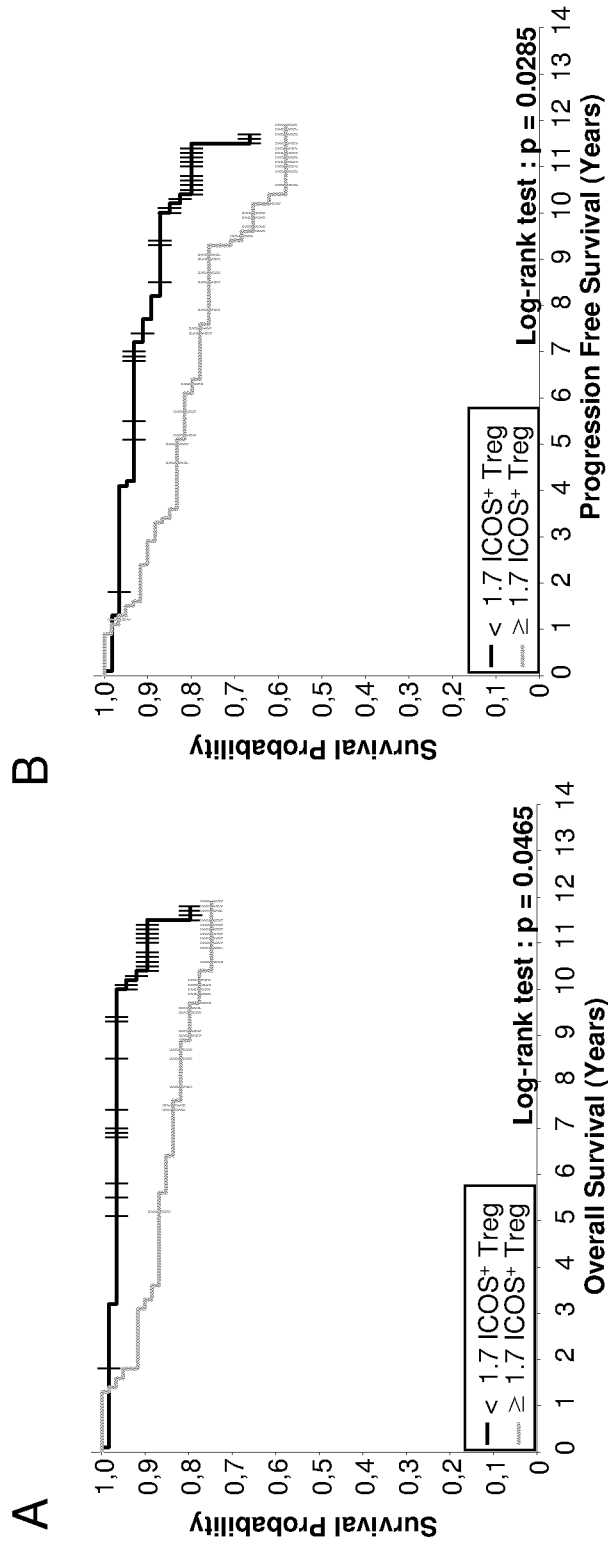 A
Survival Probability
1,0
0,9
0,8
0,7
0,6
0,5
0,4
0,3
0,2
0,1
0
< 1.7 ICOS+ Treg
≥ 1.7 ICOS+ Treg
Log-rank test : p = 0.0465
0 1 2 3 4 5 6 7 8 9 10 11 12 13 14
Overall Survival (Years)
B
Survival Probability
1,0
0,9
0,8
0,7
0,6
0,5
0,4
0,3
0,2
0,1
0
< 1.7 ICOS+ Treg
≥ 1.7 ICOS+ Treg
Log-rank test : p = 0.0285
0 1 2 3 4 5 6 7 8 9 10 11 12 13 14
Progression Free Survival (Years)